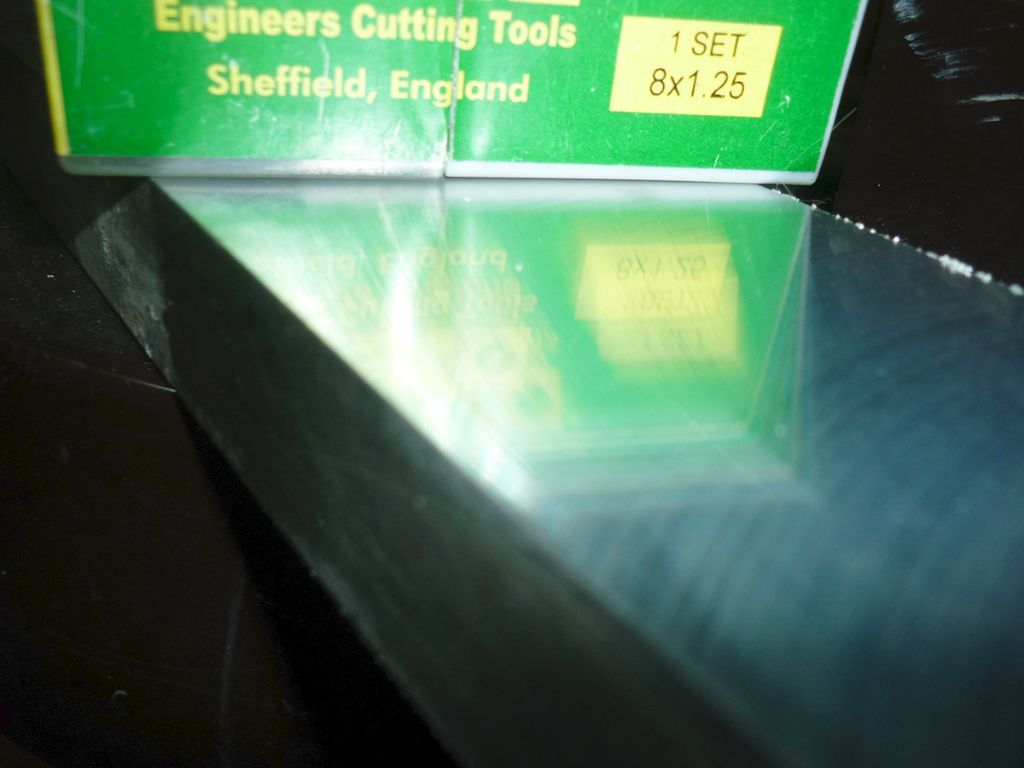 Engineers Cutting Tools
Sheffield, England
1 SET
8x1.25